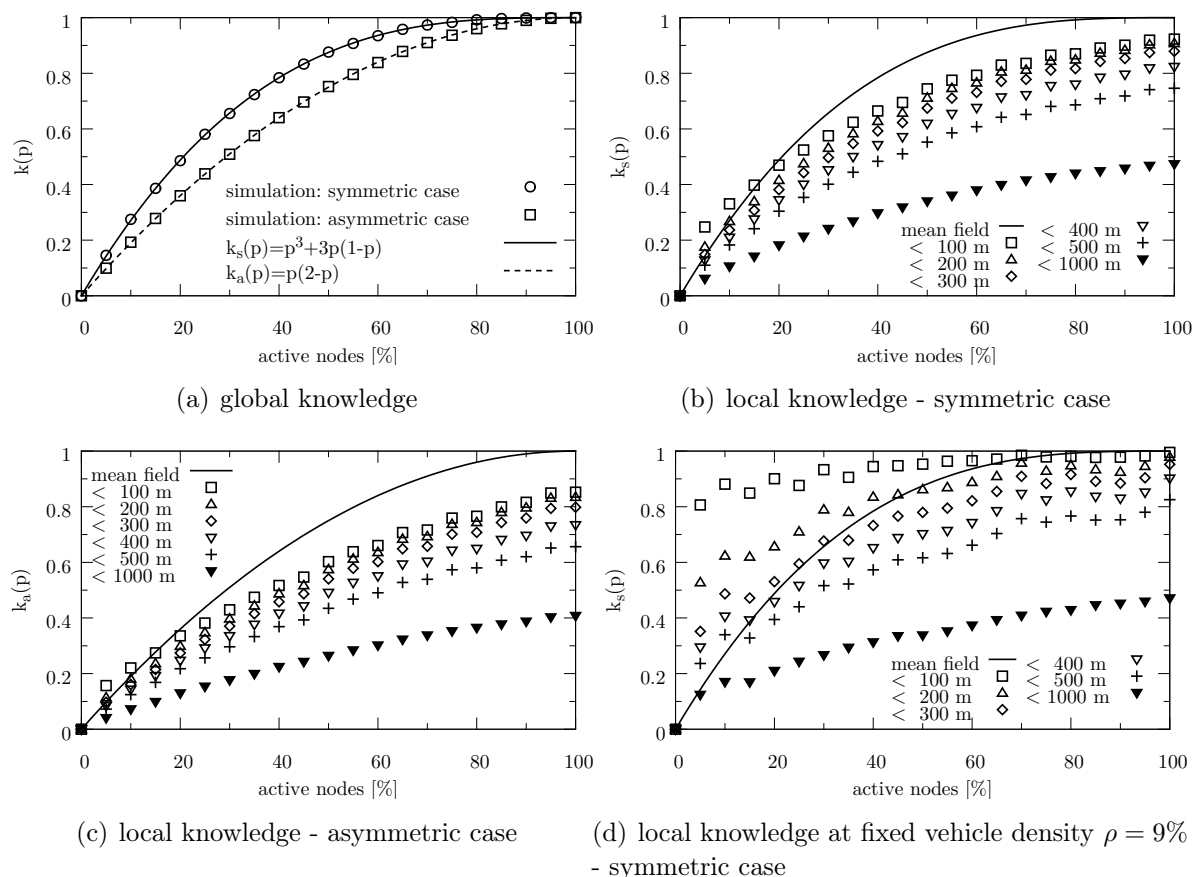 1
0.8
0.6
0.4
0.2
0
k(p)
simulation: symmetric case
simulation: asymmetric case
k_s(p)=p^3+3p(1-p)
k_a(p)=p(2-p)
0 20 40 60 80 100
active nodes [%]
(a) global knowledge
1
0.8
0.6
0.4
0.2
0
k_s(p)
mean field
< 100 m
< 200 m
< 300 m
< 400 m
< 500 m
< 1000 m
0 20 40 60 80 100
active nodes [%]
(b) local knowledge - symmetric case
1
0.8
0.6
0.4
0.2
0
k_a(p)
mean field
< 100 m
< 200 m
< 300 m
< 400 m
< 500 m
< 1000 m
0 20 40 60 80 100
active nodes [%]
(c) local knowledge - asymmetric case
1
0.8
0.6
0.4
0.2
0
k_s(p)
mean field
< 100 m
< 200 m
< 300 m
< 400 m
< 500 m
< 1000 m
0 20 40 60 80 100
active nodes [%]
(d) local knowledge at fixed vehicle density ρ = 9%
- symmetric case